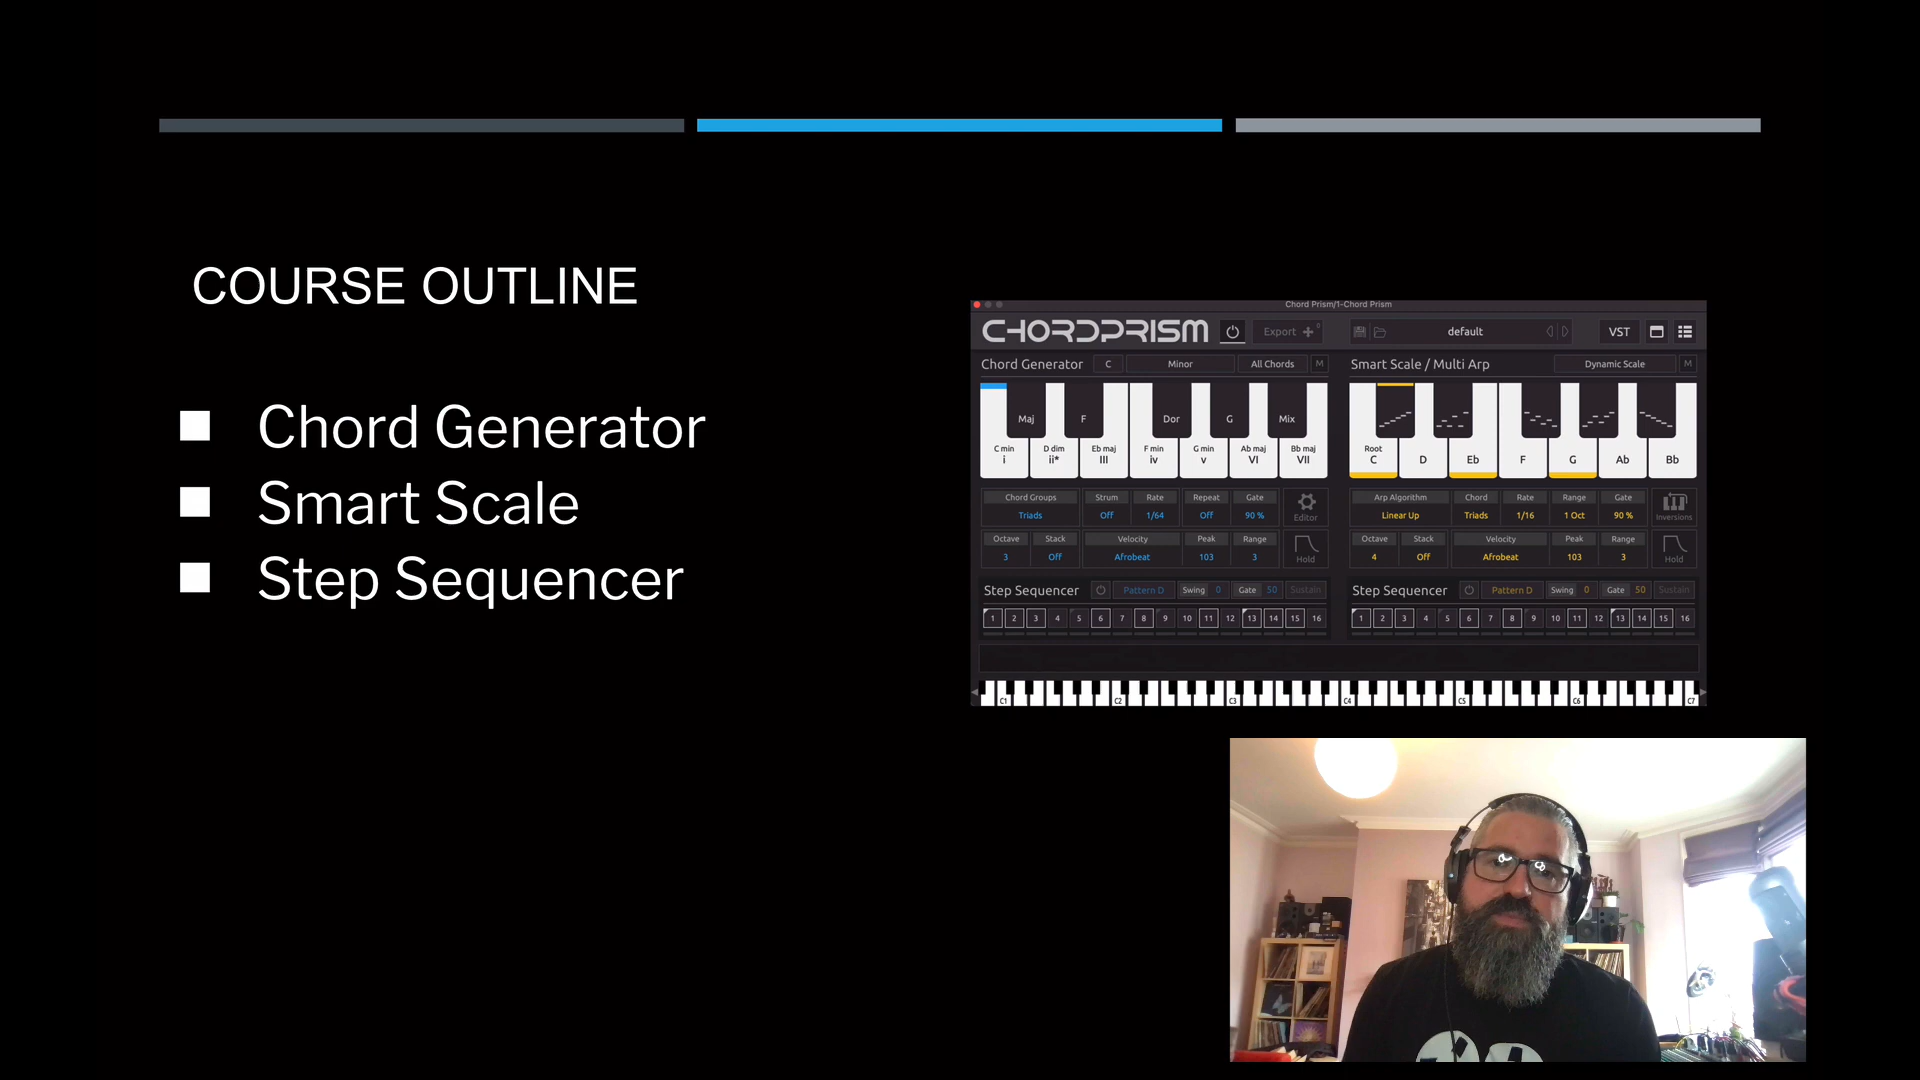 COURSE OUTLINE
Chord Generator
Smart Scale
Step Sequencer
Chord Prism/1-Chord Prism
CHORDPRISM Export + default VST
Chord Generator C Minor All Chords M
Maj F Dor G Mix
C min D dim Eb maj F min G min Ab maj Bb maj
i ii* III iv v VI VII
Chord Groups Strum Rate Repeat Gate
Triads Off 1/64 Off 90 % Editor
Octave Stack Velocity Peak Range
3 Off Afrobeat 103 3 Hold
Step Sequencer Pattern D Swing 0 Gate 50 Sustain
1 2 3 4 5 6 7 8 9 10 11 12 13 14 15 16
Smart Scale / Multi Arp Dynamic Scale M
Root
C D Eb F G Ab Bb
Arp Algorithm Chord Rate Range Gate
Linear Up Triads 1/16 1 Oct 90 % Inversions
Octave Stack Velocity Peak Range
4 Off Afrobeat 103 3 Hold
Step Sequencer Pattern D Swing 0 Gate 50 Sustain
1 2 3 4 5 6 7 8 9 10 11 12 13 14 15 16
C1 C2 C3 C4 C5 C6 C7